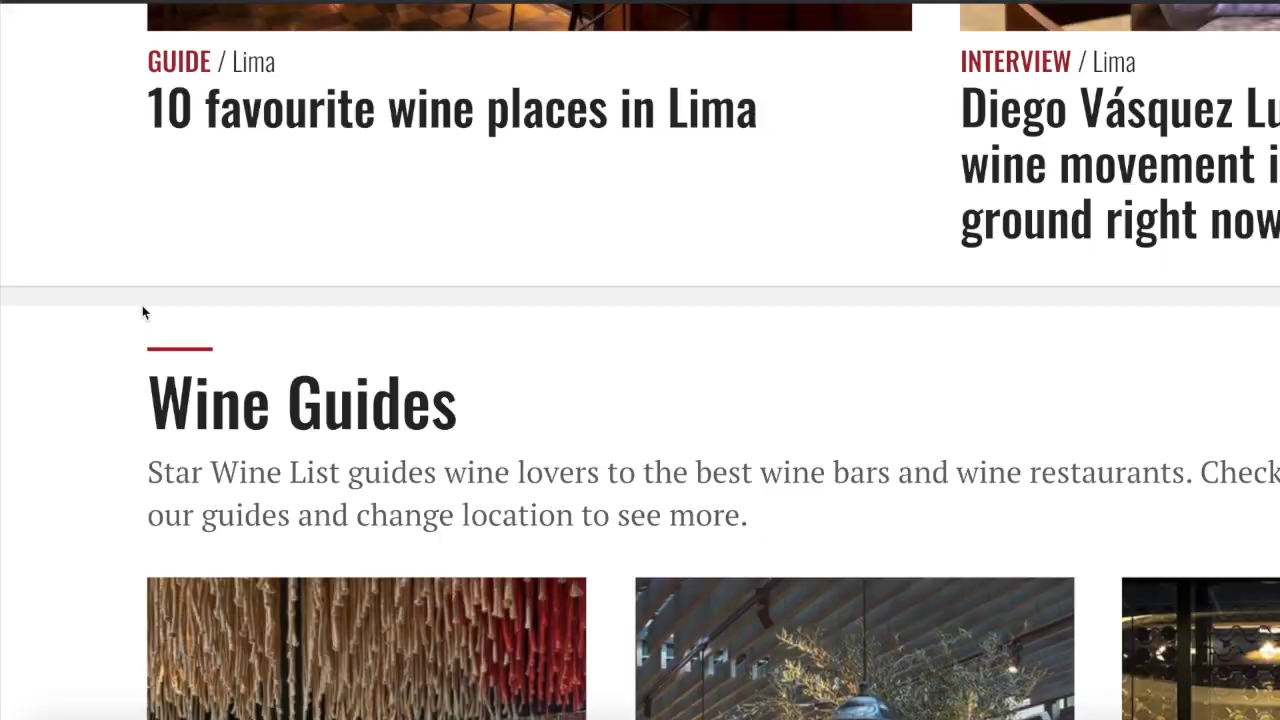 GUIDE / Lima
10 favourite wine places in Lima
INTERVIEW / Lima
Diego Vásquez Lu
wine movement i
ground right now
Wine Guides
Star Wine List guides wine lovers to the best wine bars and wine restaurants. Check
our guides and change location to see more.